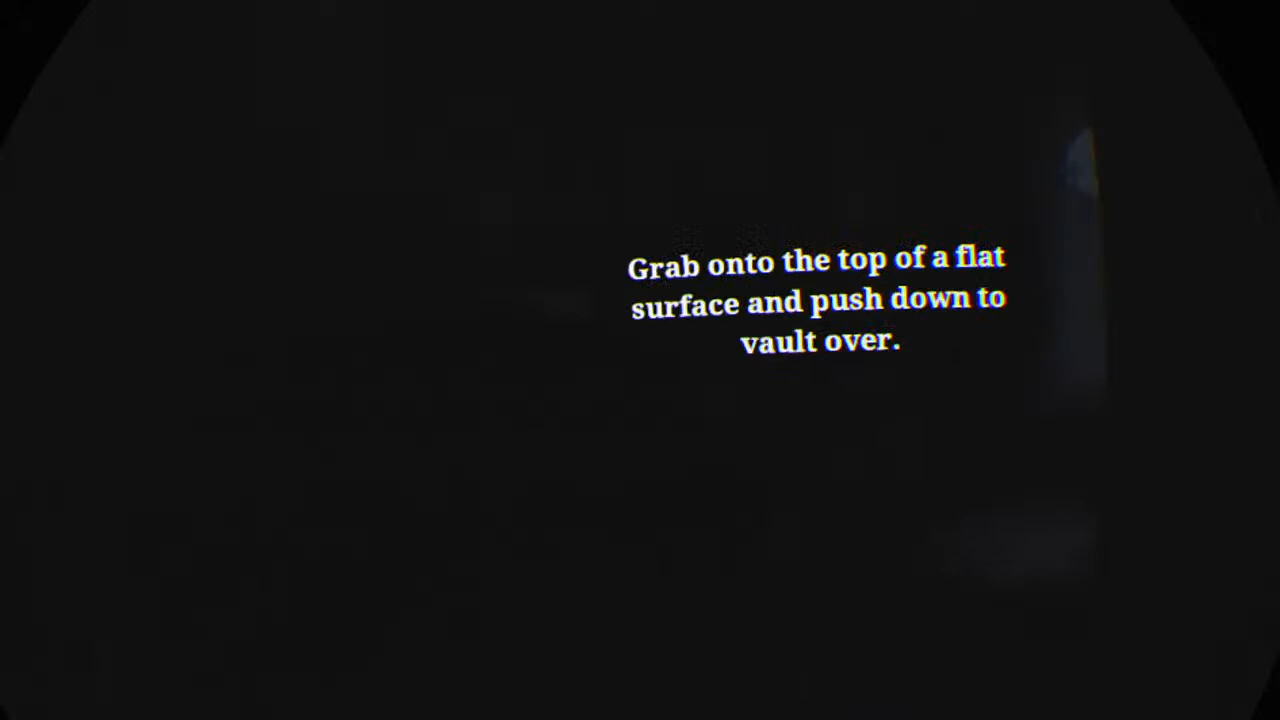 Grab onto the top of a flat
surface and push down to
vault over.